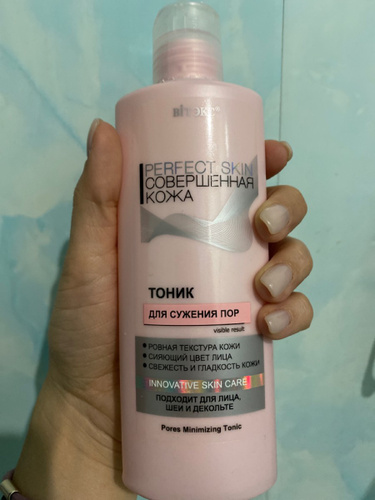 BITЭКС
PERFECT SKIN
СОВЕРШЕННАЯ
КОЖА
ТОНИК
ДЛЯ СУЖЕНИЯ ПОР
visible result
• РОВНАЯ ТЕКСТУРА КОЖИ
• СИЯЮЩИЙ ЦВЕТ ЛИЦА
• СВЕЖЕСТЬ И ГЛАДКОСТЬ КОЖИ
INNOVATIVE SKIN CARE
ПОДХОДИТ ДЛЯ ЛИЦА,
ШЕИ И ДЕКОЛЬТЕ
Pores Minimizing Tonic